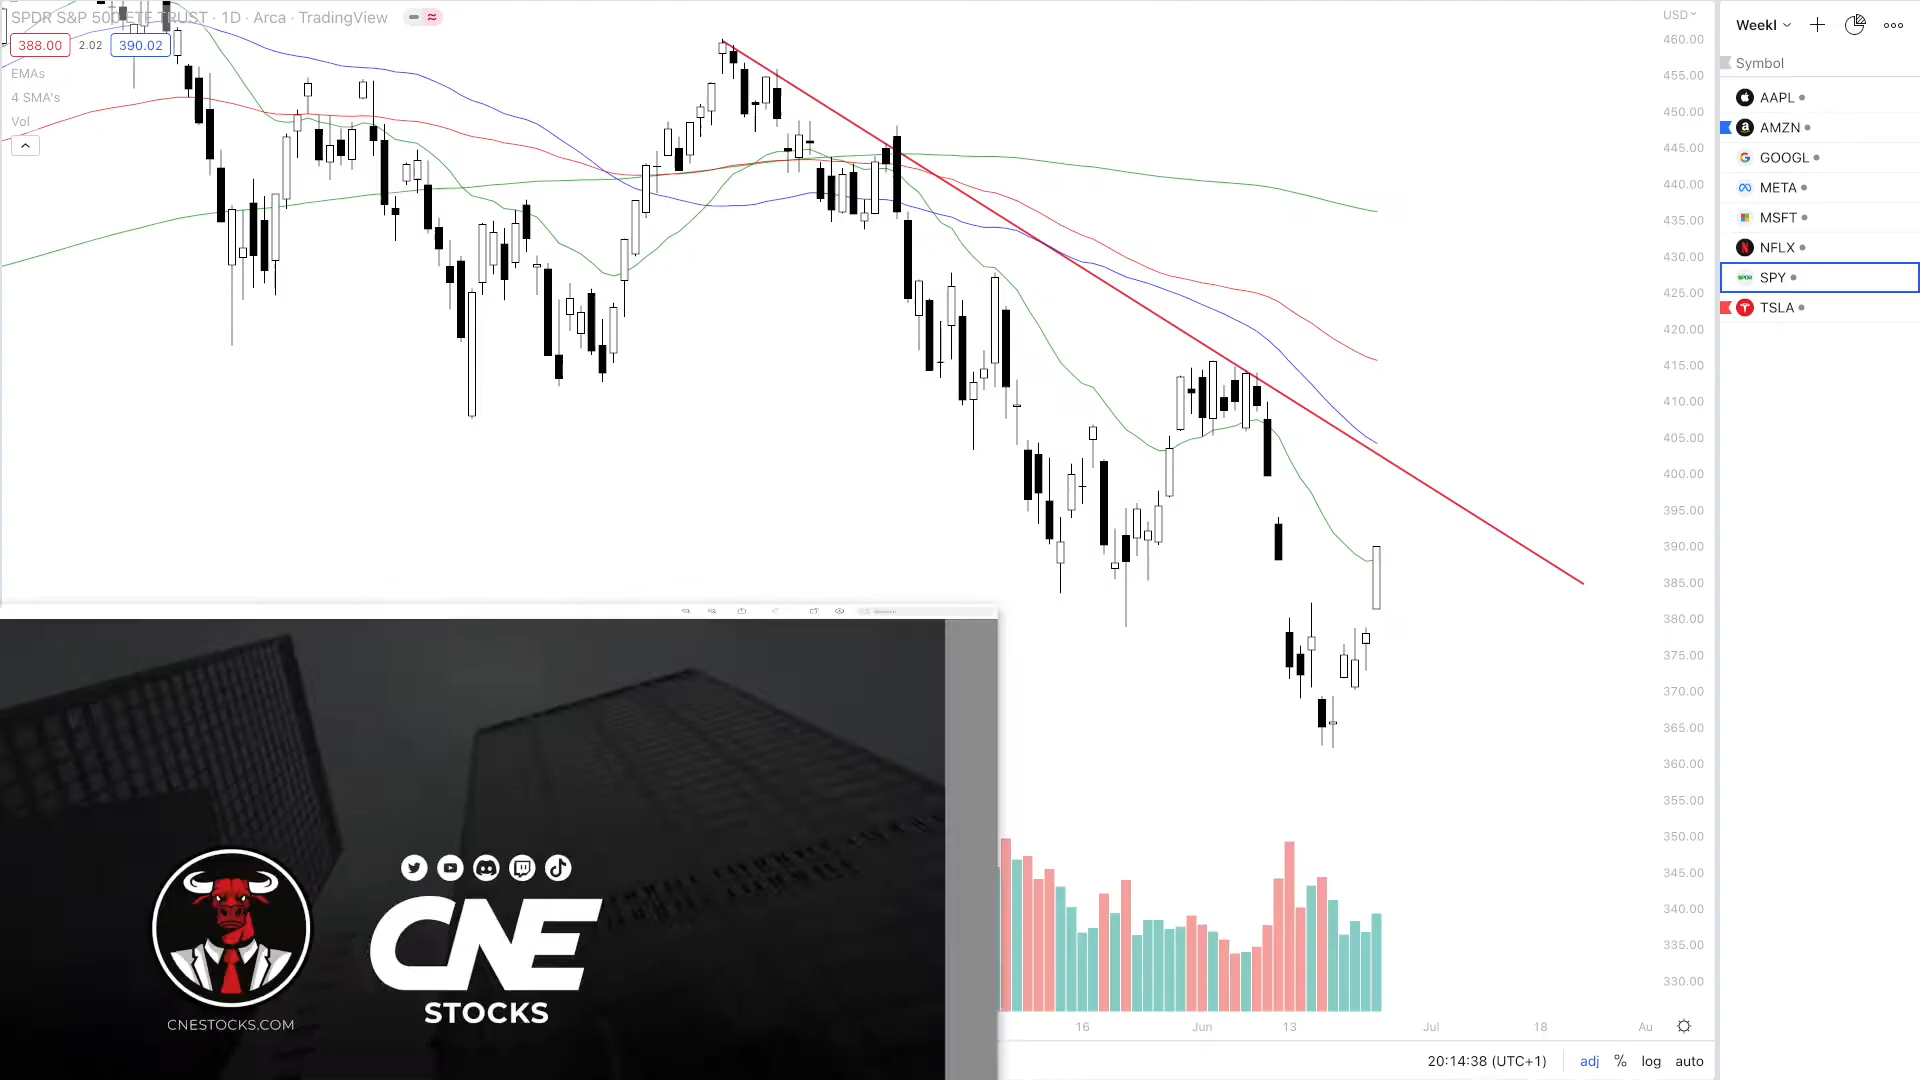 SPDR S&P 500 ETF TRUST · 1D · Arca · TradingView
388.00 2.02 390.02
EMAs
4 SMA's
Vol
USD
460.00
455.00
450.00
445.00
440.00
435.00
430.00
425.00
420.00
415.00
410.00
405.00
400.00
395.00
390.00
385.00
380.00
375.00
370.00
365.00
360.00
355.00
350.00
345.00
340.00
335.00
330.00
16 Jun 13 Jul 18 Au
20:14:38 (UTC+1) adj % log auto
Weekl
Symbol
AAPL
AMZN
GOOGL
META
MSFT
NFLX
SPDR SPY
TSLA
CNE
STOCKS
CNESTOCKS.COM